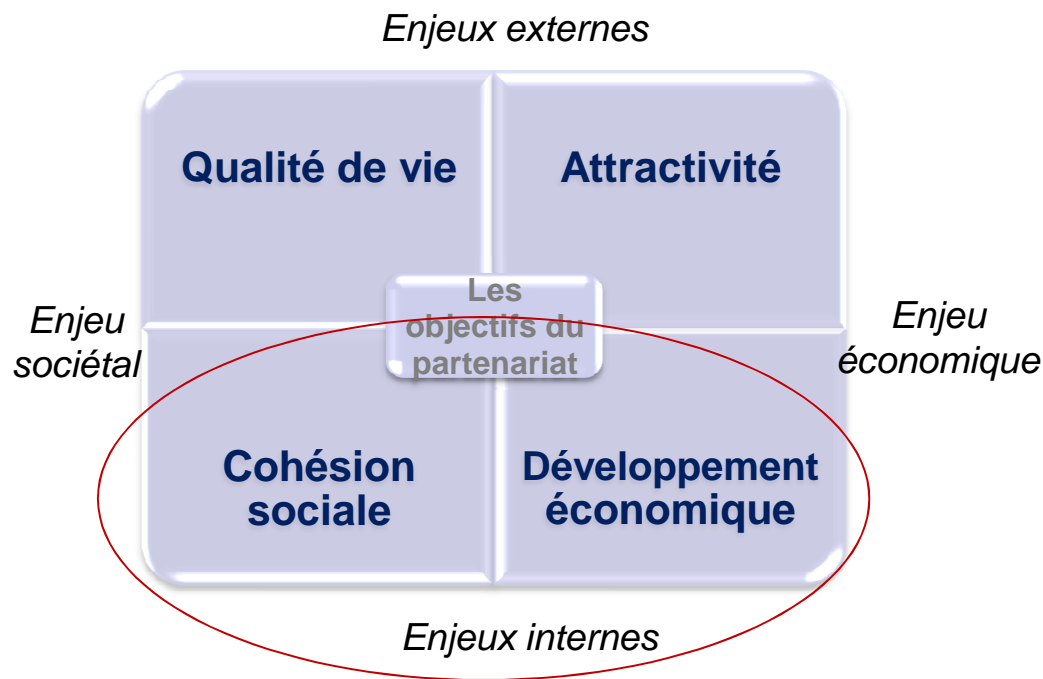 Enjeux externes
Qualité de vie
Attractivité
Les
objectifs du
partenariat
Enjeu
sociétal
Enjeu
économique
Cohésion
sociale
Développement
économique
Enjeux internes